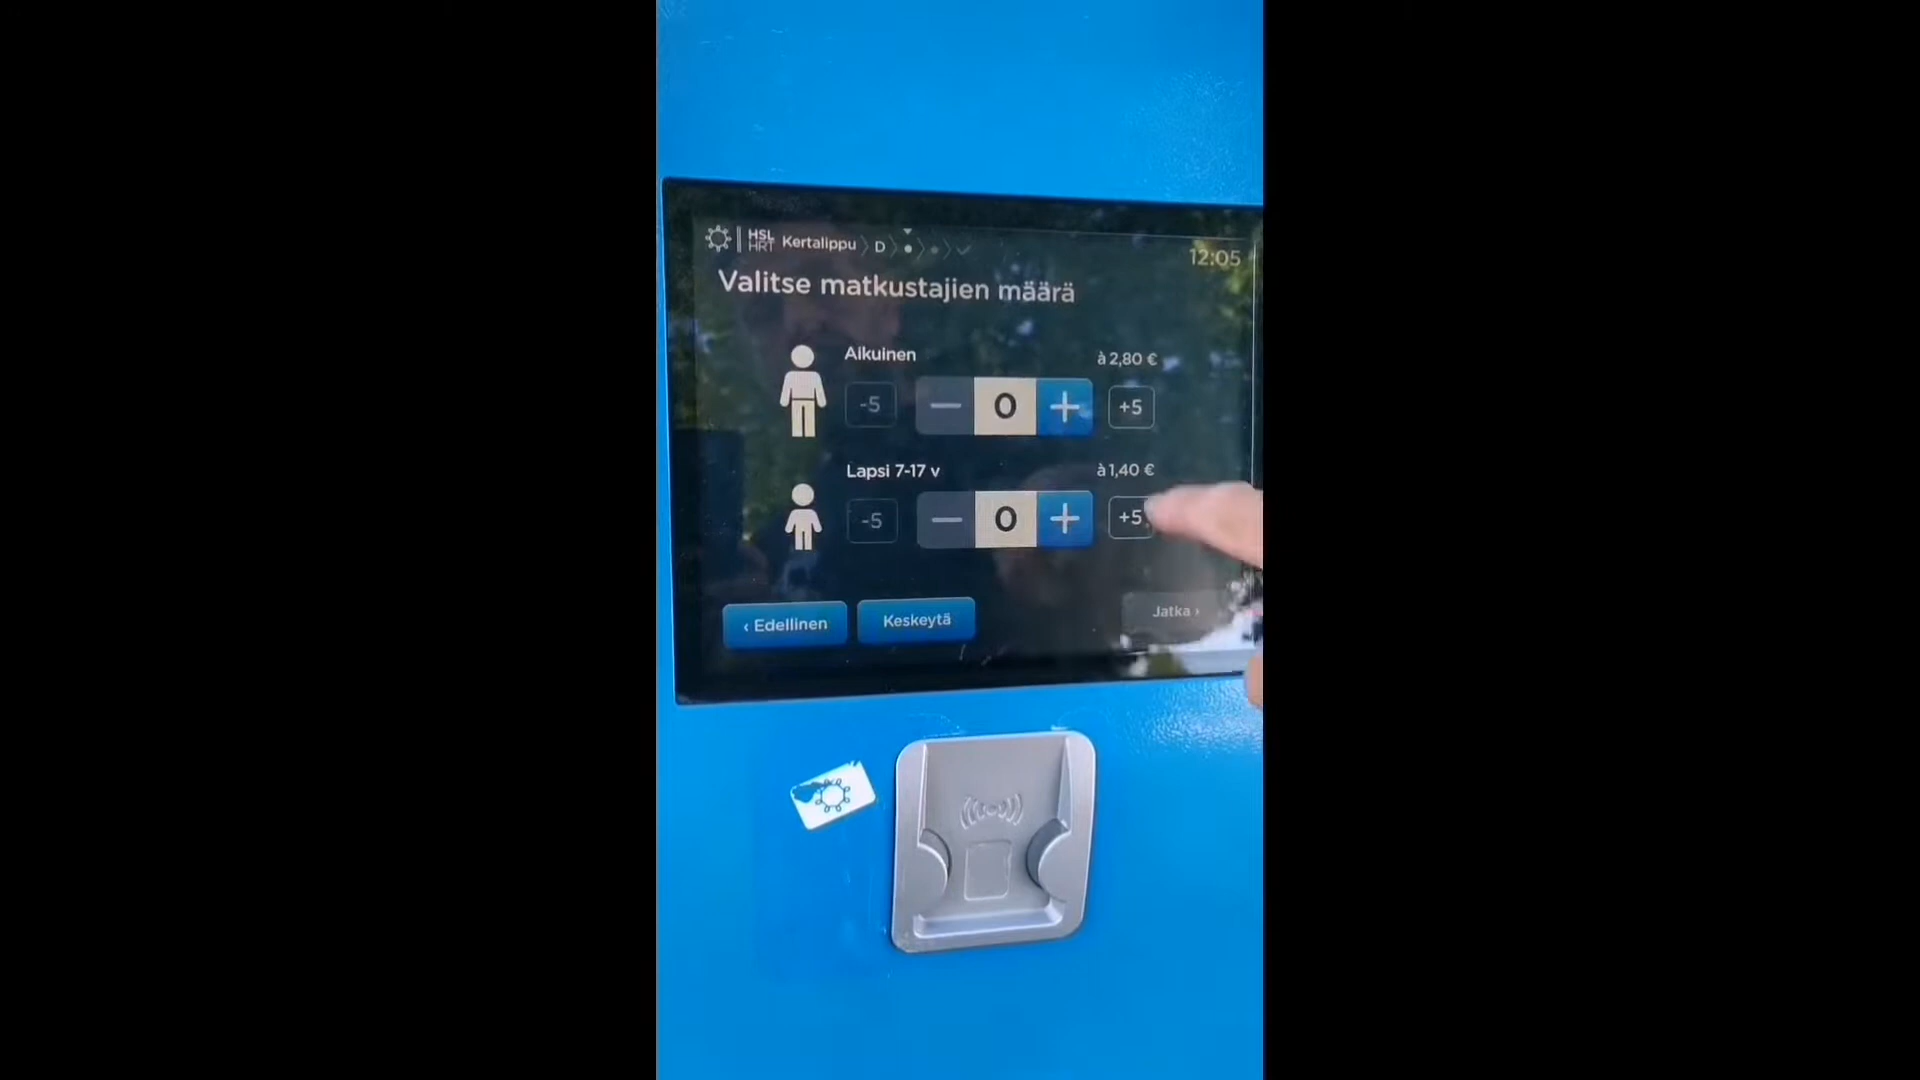 HSL
HRT
Kertalippu
D
12:05
Valitse matkustajien määrä
Aikuinen
à 2,80 €
-5
0
+5
Lapsi 7-17 v
à 1,40 €
-5
0
+5
‹ Edellinen
Keskeytä
Jatka ›